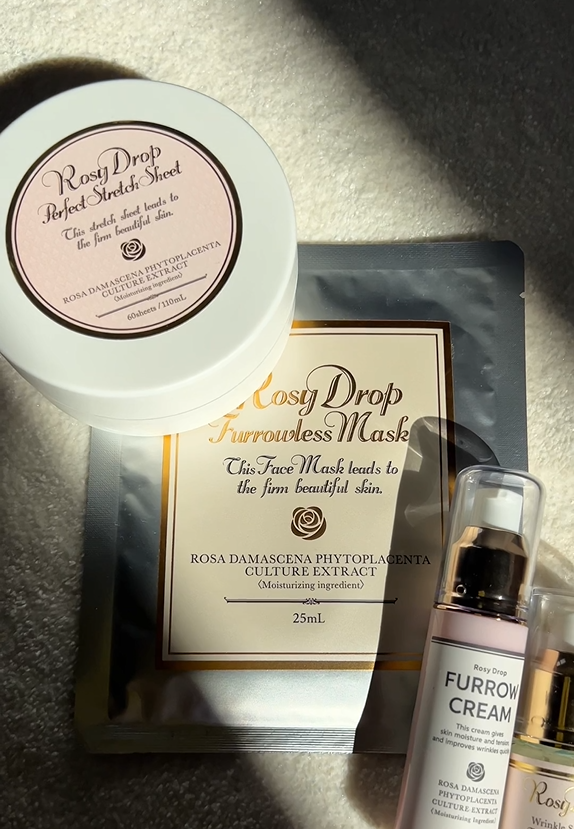 Rosy Drop
Perfect Stretch Sheet
This stretch sheet leads to
the firm beautiful skin.
ROSA DAMASCENA PHYTOPLACENTA
CULTURE EXTRACT
(Moisturizing ingredient)
60sheets / 110mL
Rosy Drop
Furrowless Mask
This Face Mask leads to
the firm beautiful skin.
ROSA DAMASCENA PHYTOPLACENTA
CULTURE EXTRACT
(Moisturizing ingredient)
25mL
Rosy Drop
FURROW
CREAM
This cream gives
skin moisture and
and improves wrinkles
ROSA DAMASCENA
PHYTOPLACENTA
CULTURE EXTRACT
(Moisturizing Ingredient)
Rosy
Wrinkle